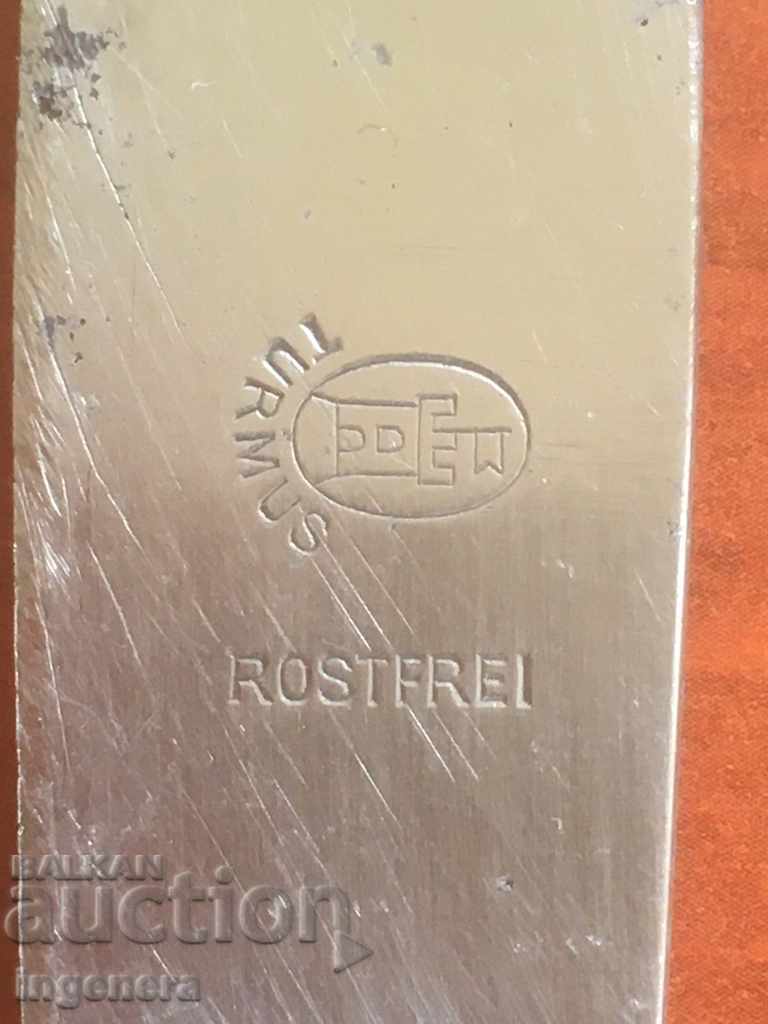 TURMUS
ROSTFREI
BALKAN
auction
ingenera